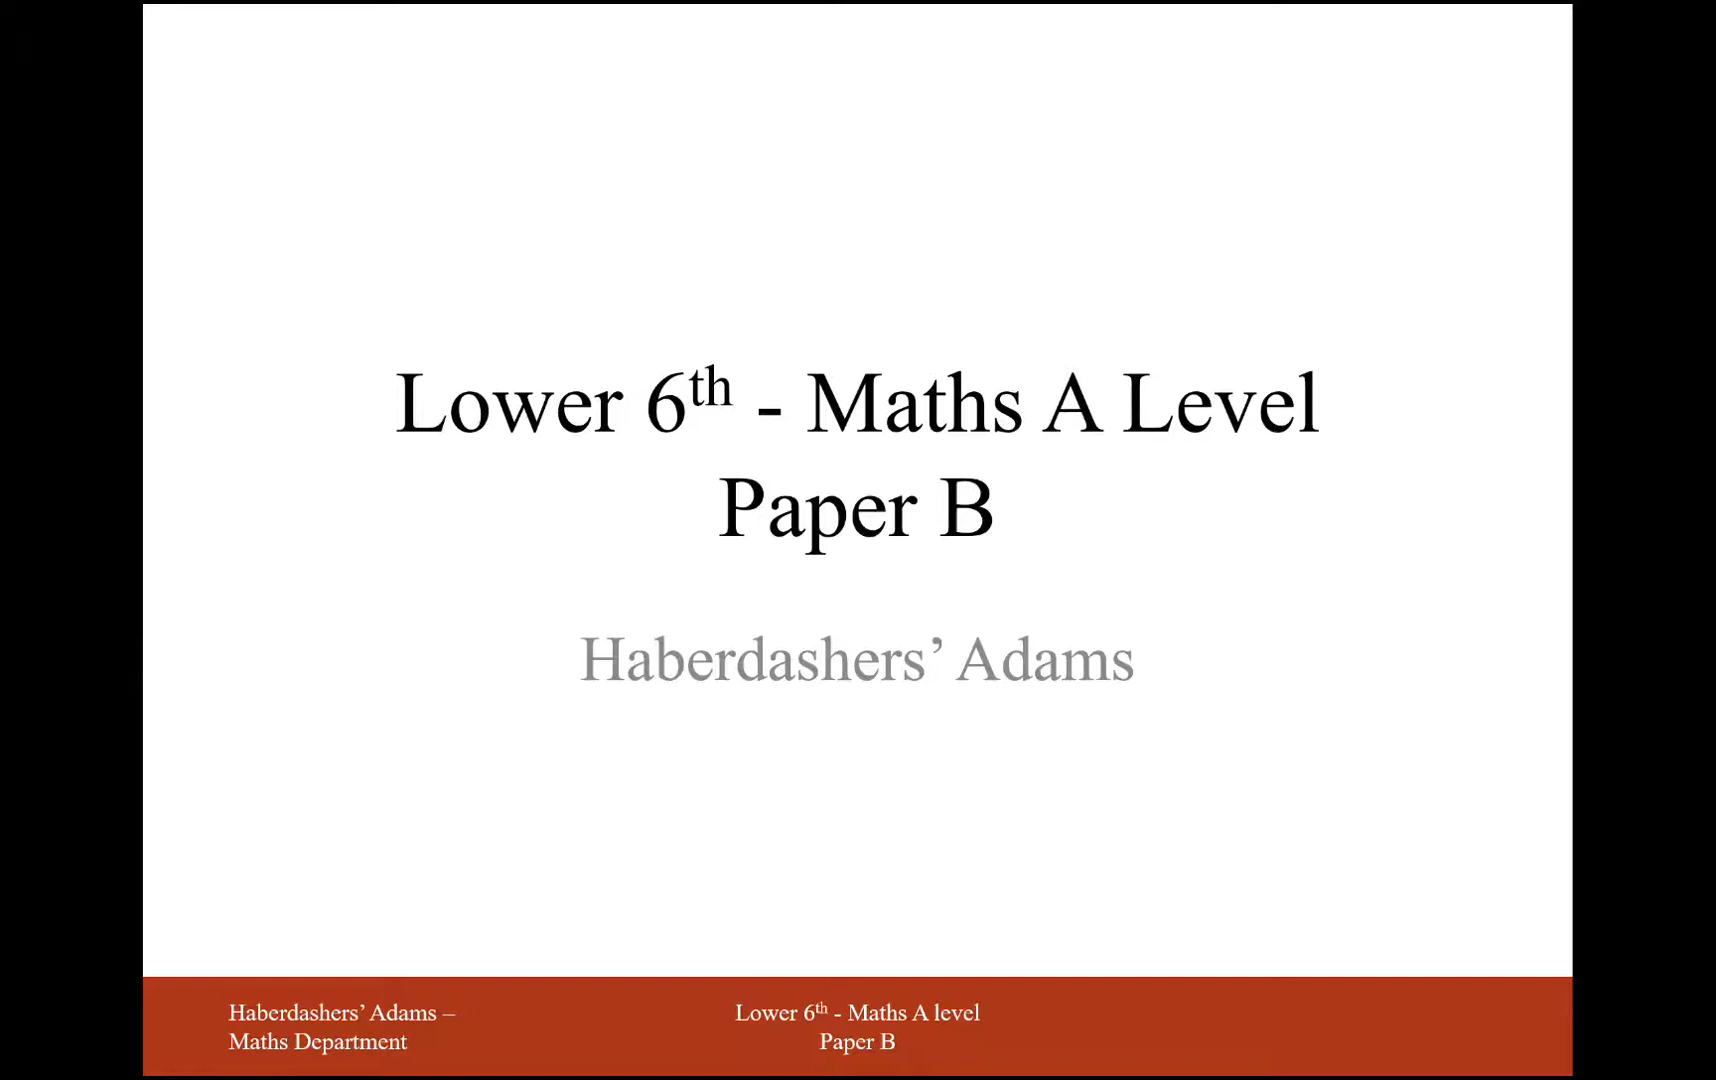 Lower 6th - Maths A Level
Paper B
Haberdashers’ Adams
Haberdashers’ Adams –
Maths Department
Lower 6th - Maths A level
Paper B